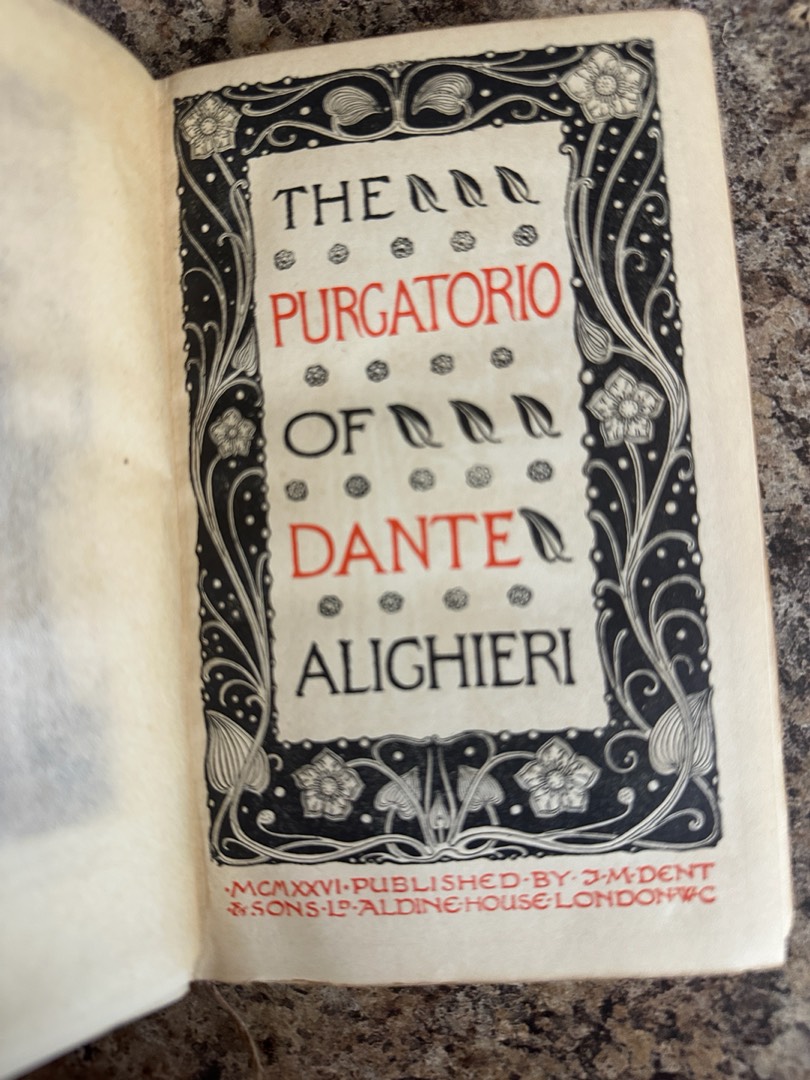 THE
PURGATORIO
OF
DANTE
ALIGHIERI
·MCMXXVI·PUBLISHED·BY·J·M·DENT
·&·SONS·Lᴰ·ALDINE·HOUSE·LONDON·W·C